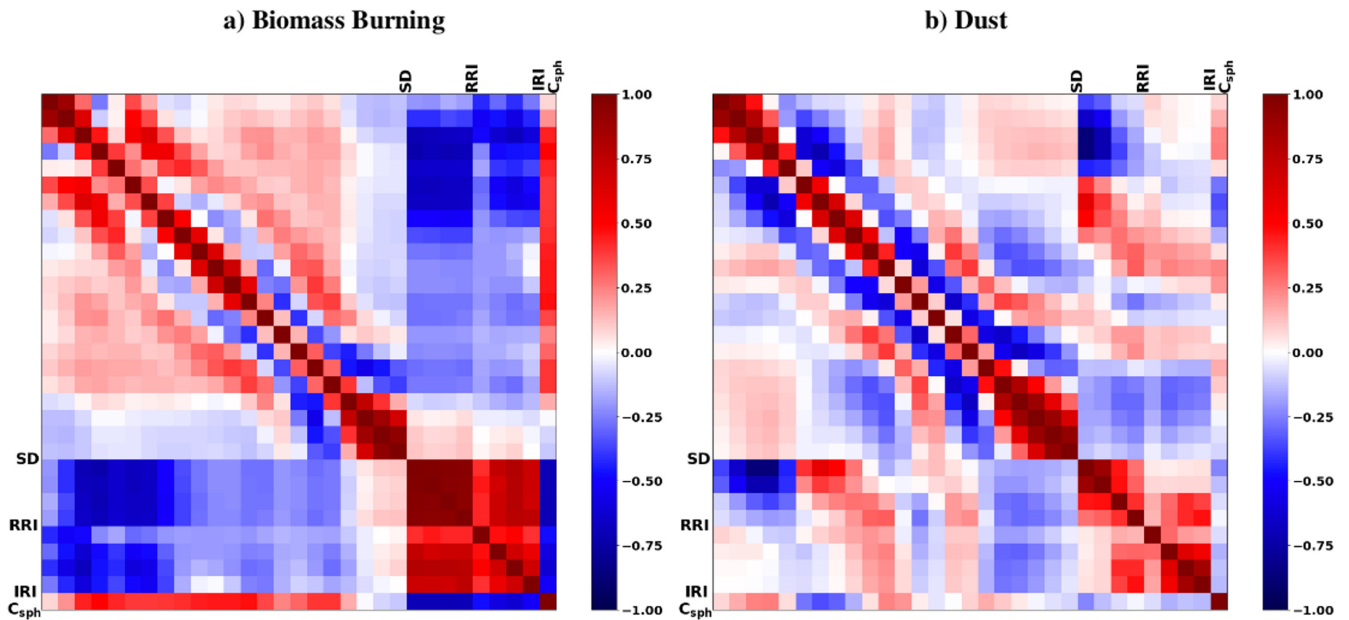 a) Biomass Burning
b) Dust
SD
RRI
IRI
Csph
SD
RRI
IRI
Csph
1.00
0.75
0.50
0.25
0.00
−0.25
−0.50
−0.75
−1.00
SD
RRI
IRI
Csph
SD
RRI
IRI
Csph
1.00
0.75
0.50
0.25
0.00
−0.25
−0.50
−0.75
−1.00